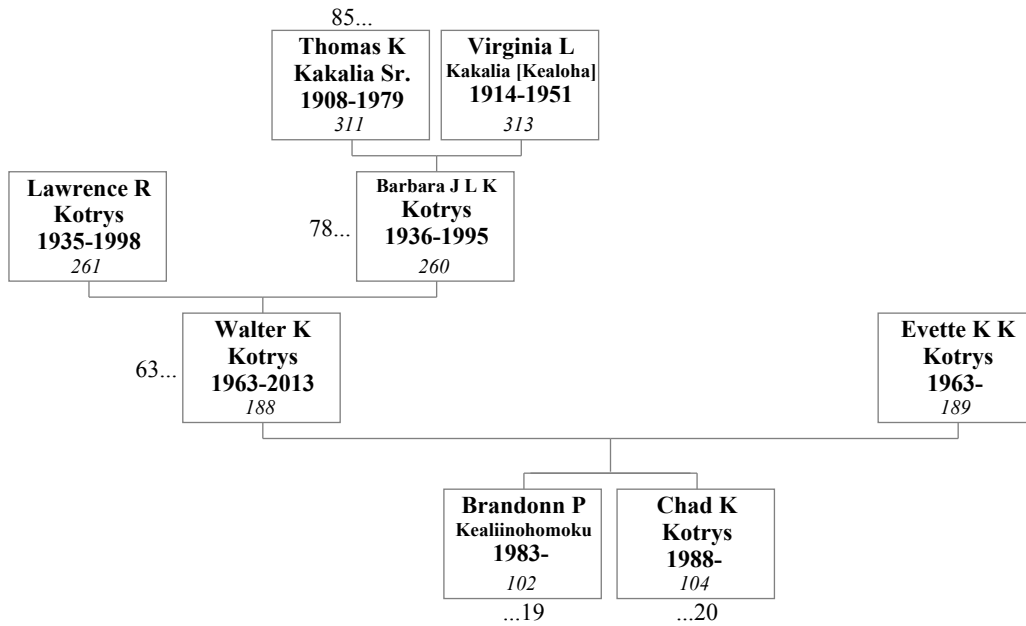 85...
Thomas K
Kakalia Sr.
1908-1979
311
Virginia L
Kakalia [Kealoha]
1914-1951
313
Lawrence R
Kotrys
1935-1998
261
78...
Barbara J L K
Kotrys
1936-1995
260
63...
Walter K
Kotrys
1963-2013
188
Evette K K
Kotrys
1963-
189
Brandonn P
Kealiinohomoku
1983-
102
...19
Chad K
Kotrys
1988-
104
...20